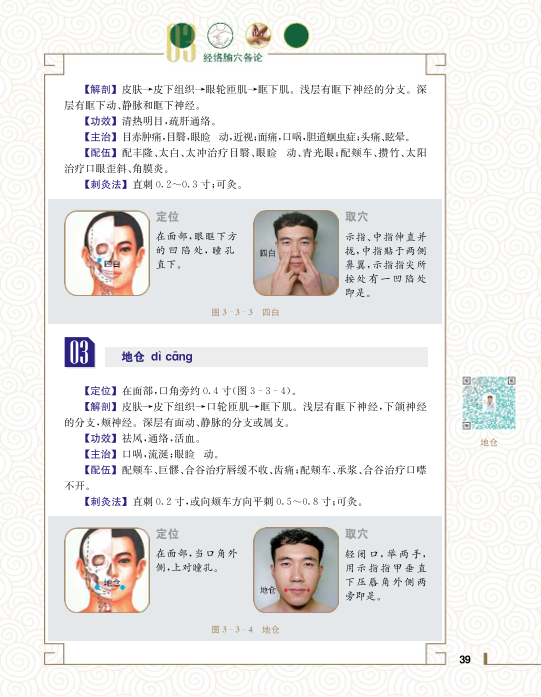 03
经络腧穴各论
【解剖】皮肤→皮下组织→眼轮匝肌→眶下肌。浅层有眶下神经的分支。深
层有眶下动、静脉和眶下神经。
【功效】清热明目,疏肝通络。
【主治】目赤肿痛,目翳,眼睑 动,近视;面痛,口㖞,胆道蛔虫症;头痛、眩晕。
【配伍】配丰隆、太白、太冲治疗目翳、眼睑 动、青光眼;配颊车、攒竹、太阳
治疗口眼歪斜、角膜炎。
【刺灸法】直刺0.2～0.3寸;可灸。
四白
定位
在面部,眼眶下方
的凹陷处,瞳孔
直下。
四白
取穴
示指、中指伸直并
拢,中指贴于两侧
鼻翼,示指指尖所
按处有一凹陷处
即是。
图3-3-3 四白
03
地仓 dì cāng
【定位】在面部,口角旁约0.4寸(图3-3-4)。
【解剖】皮肤→皮下组织→口轮匝肌→眶下肌。浅层有眶下神经,下颌神经
的分支,颊神经。深层有面动、静脉的分支或属支。
【功效】祛风,通络,活血。
【主治】口㖞,流涎;眼睑 动。
【配伍】配颊车、巨髎、合谷治疗唇缓不收、齿痛;配颊车、承浆、合谷治疗口噤
不开。
【刺灸法】直刺0.2寸,或向颊车方向平刺0.5～0.8寸;可灸。
地仓
地仓
定位
在面部,当口角外
侧,上对瞳孔。
地仓
取穴
轻闭口,举两手,
用示指指甲垂直
下压唇角外侧两
旁即是。
图3-3-4 地仓
39